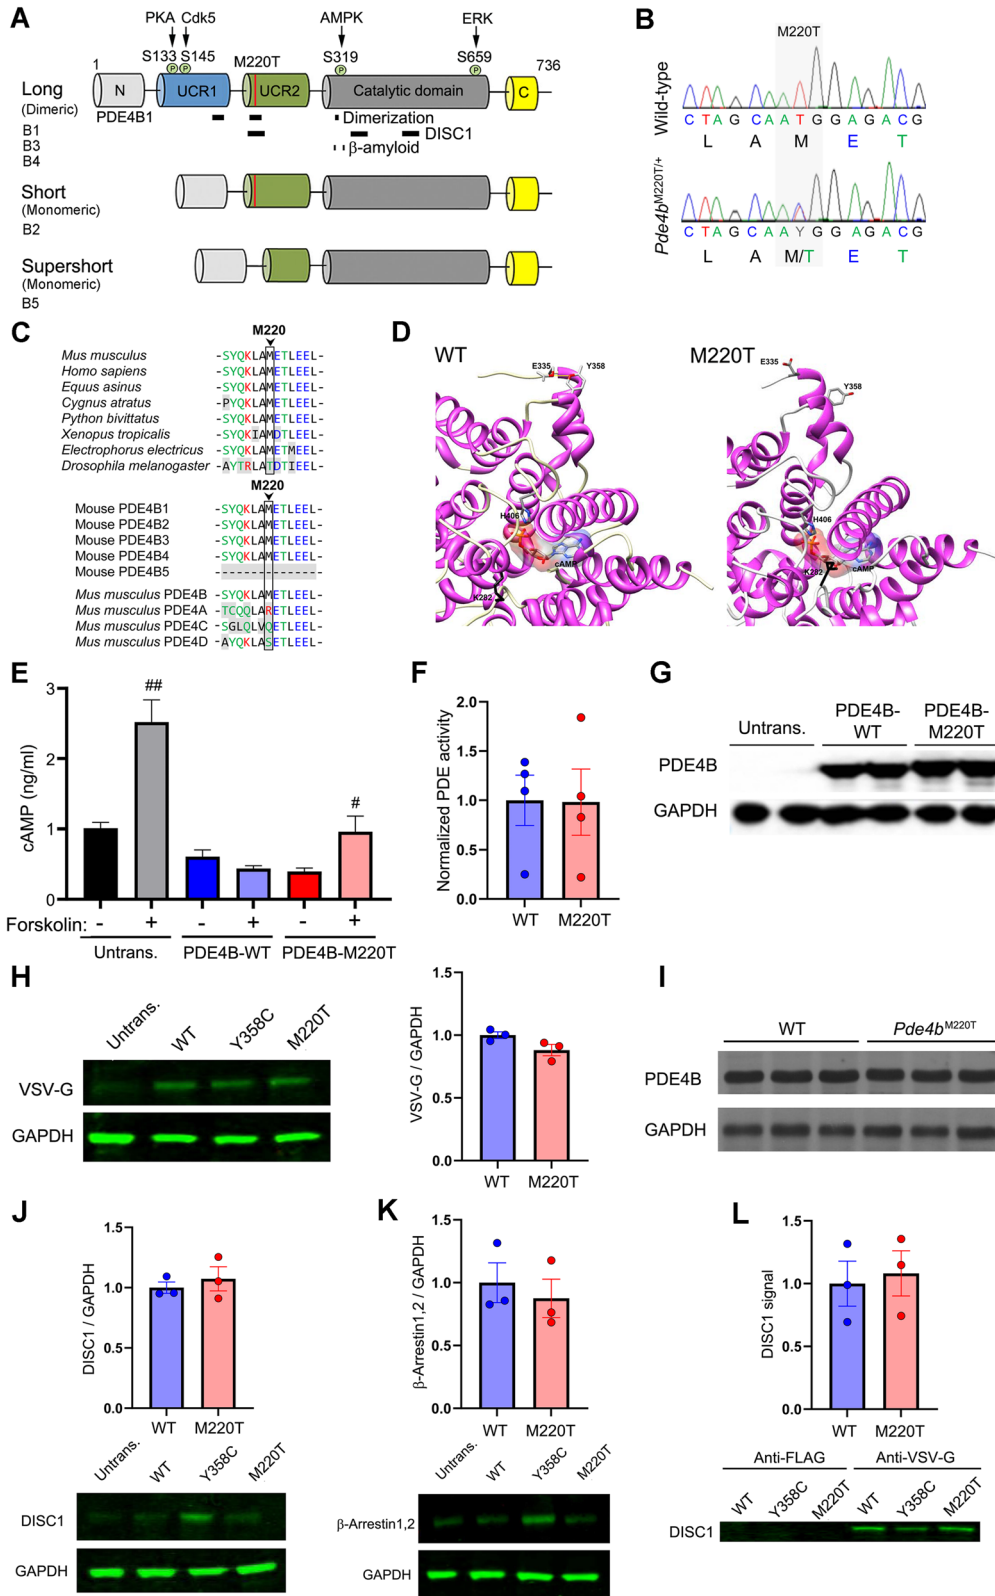 A
PKA Cdk5 AMPK ERK
S133 S145 M220T S319 S659
P P P P
1 736
Long
(Dimeric)
N UCR1 UCR2 Catalytic domain C
PDE4B1
Dimerization
DISC1
β-amyloid
B1
B3
B4
Short
(Monomeric)
B2
Supershort
(Monomeric)
B5
B
M220T
Wild-type
C T A G C A A T G G A G A C G
L A M E T
Pde4b^M220T/+
C T A G C A A Y G G A G A C G
L A M/T E T
C
M220
Mus musculus -SYQKLAMETLEEL-
Homo sapiens -SYQKLAMETLEEL-
Equus asinus -SYQKLAMETLEEL-
Cygnus atratus -PYQKLAMETLEEL-
Python bivittatus -SYQKLAMETLEEL-
Xenopus tropicalis -SYQKIAMDTLEEL-
Electrophorus electricus -SYQKLAMETMEEL-
Drosophila melanogaster -AYTRLATDTIEEL-
M220
Mouse PDE4B1 -SYQKLAMETLEEL-
Mouse PDE4B2 -SYQKLAMETLEEL-
Mouse PDE4B3 -SYQKLAMETLEEL-
Mouse PDE4B4 -SYQKLAMETLEEL-
Mouse PDE4B5 ---------------
Mus musculus PDE4B -SYQKLAMETLEEL-
Mus musculus PDE4A -TCQQLARETLEEL-
Mus musculus PDE4C -SGLQLVQETLEEL-
Mus musculus PDE4D -AYQKLASETLEEL-
D
WT
E335
Y358
H406
cAMP
K282
M220T
E335
Y358
H406
K282
cAMP
E
cAMP (ng/ml)
3
2
1
0
##
#
Forskolin: - + - + - +
Untrans. PDE4B-WT PDE4B-M220T
F
Normalized PDE activity
2.0
1.5
1.0
0.5
0.0
WT M220T
G
Untrans. PDE4B-WT PDE4B-M220T
PDE4B
GAPDH
H
Untrans. WT Y358C M220T
VSV-G
GAPDH
VSV-G / GAPDH
1.5
1.0
0.5
0.0
WT M220T
I
WT Pde4b^M220T
PDE4B
GAPDH
J
DISC1 / GAPDH
1.5
1.0
0.5
0.0
WT M220T
Untrans. WT Y358C M220T
DISC1
GAPDH
K
β-Arrestin1,2 / GAPDH
1.5
1.0
0.5
0.0
WT M220T
Untrans. WT Y358C M220T
β-Arrestin1,2
GAPDH
L
DISC1 signal
1.5
1.0
0.5
0.0
WT M220T
Anti-FLAG Anti-VSV-G
WT Y358C M220T WT Y358C M220T
DISC1